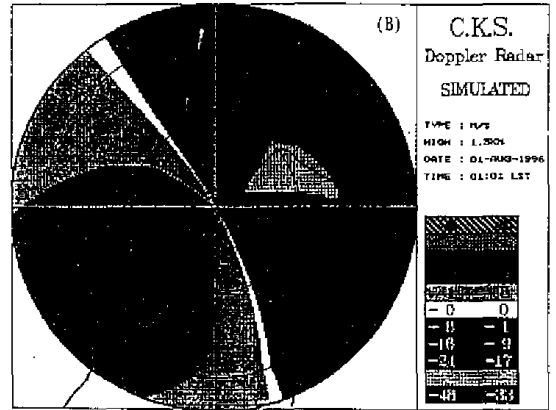 (B)
C.K.S.
Doppler Radar
SIMULATED
TYPE : M/S
HIGH : 1.5KM
DATE : 01-AUG-1996
TIME : 01:01 LST
- 0 0
- 8 - 1
-16 - 9
-24 -17
-48 -33